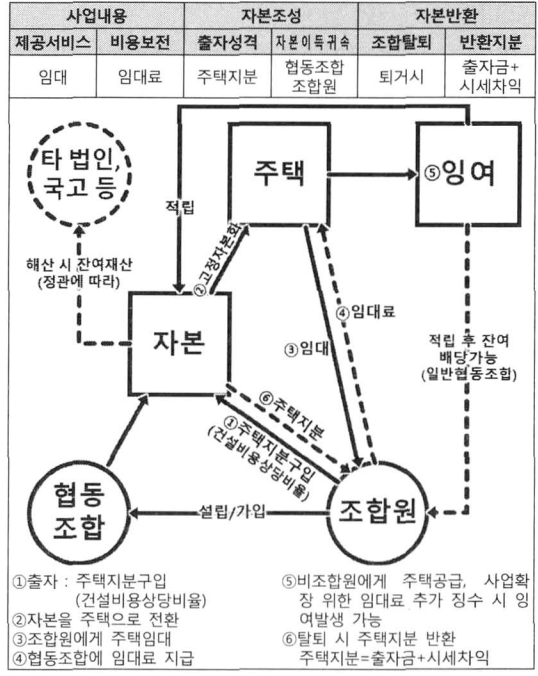 사업내용 자본조성 자본반환
제공서비스 비용보전 출자성격 자본이득귀속 조합탈퇴 반환지분
임대 임대료 주택지분 협동조합 조합원 퇴거시 출자금+ 시세차익
타 법인,
국고 등
주택
⑤잉여
적립
②고정자본화
해산 시 잔여재산
(정관에 따라)
④임대료
자본
③임대
적립 후 잔여
배당가능
(일반협동조합)
⑥주택지분
①주택지분구입
(건설비용상당비율)
협동
조합
설립/가입
조합원
①출자 : 주택지분구입
(건설비용상당비율)
②자본을 주택으로 전환
③조합원에게 주택임대
④협동조합에 임대료 지급
⑤비조합원에게 주택공급, 사업확
장 위한 임대료 추가 징수 시 잉
여발생 가능
⑥탈퇴 시 주택지분 반환
주택지분=출자금+시세차익